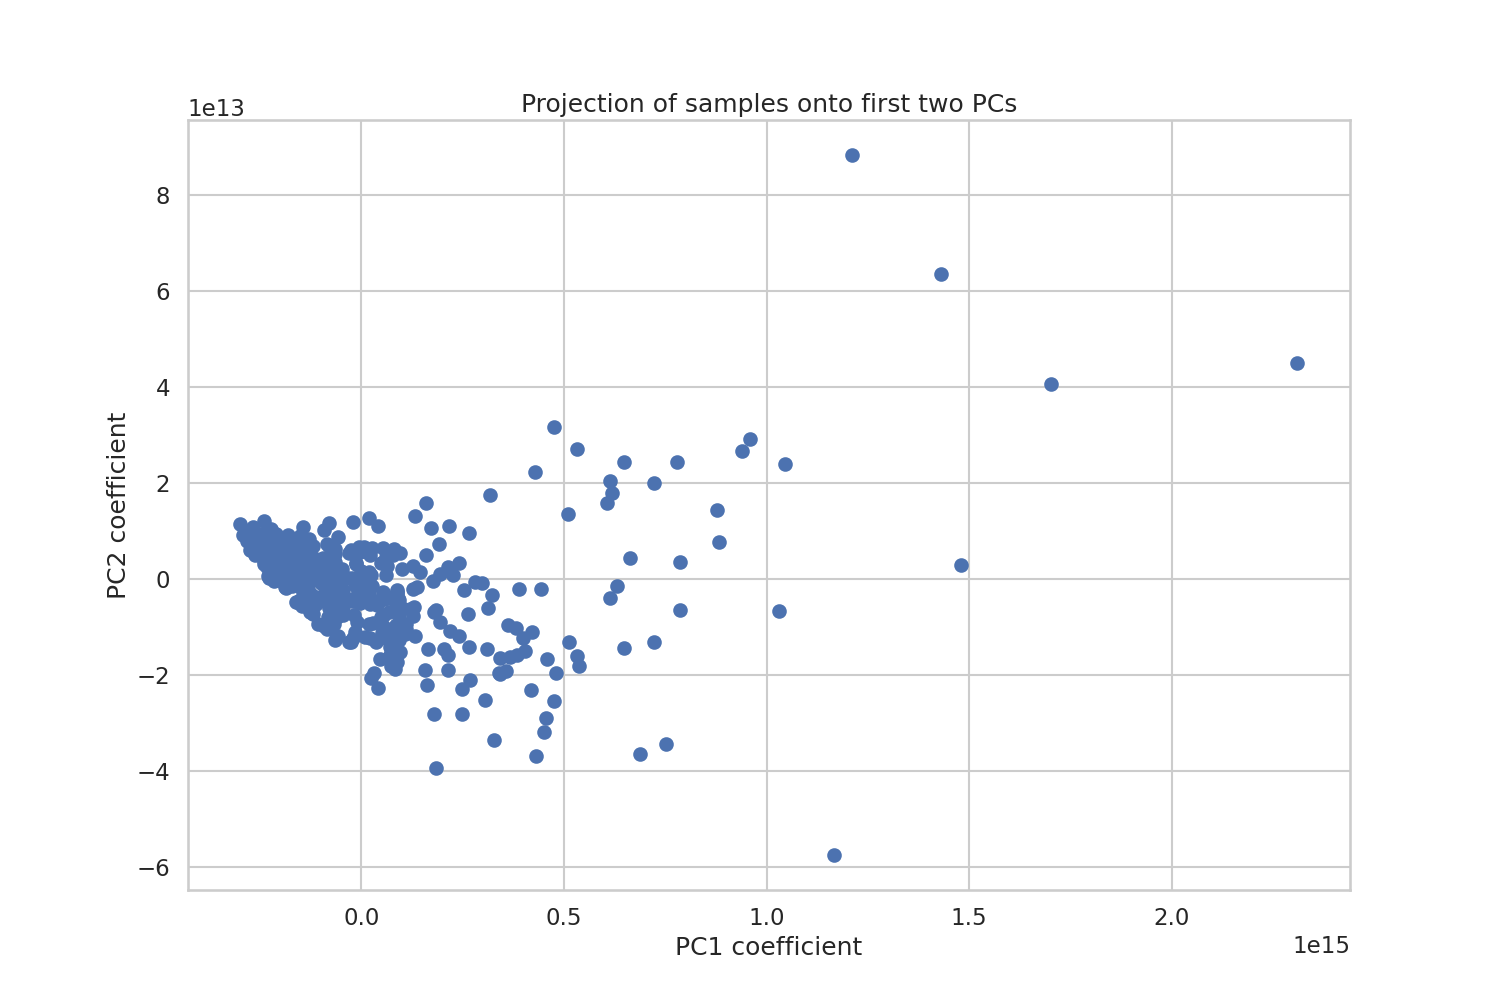 Projection of samples onto first two PCs
1e13
8
6
4
2
0
−2
−4
−6
PC2 coefficient
0.0 0.5 1.0 1.5 2.0
PC1 coefficient
1e15